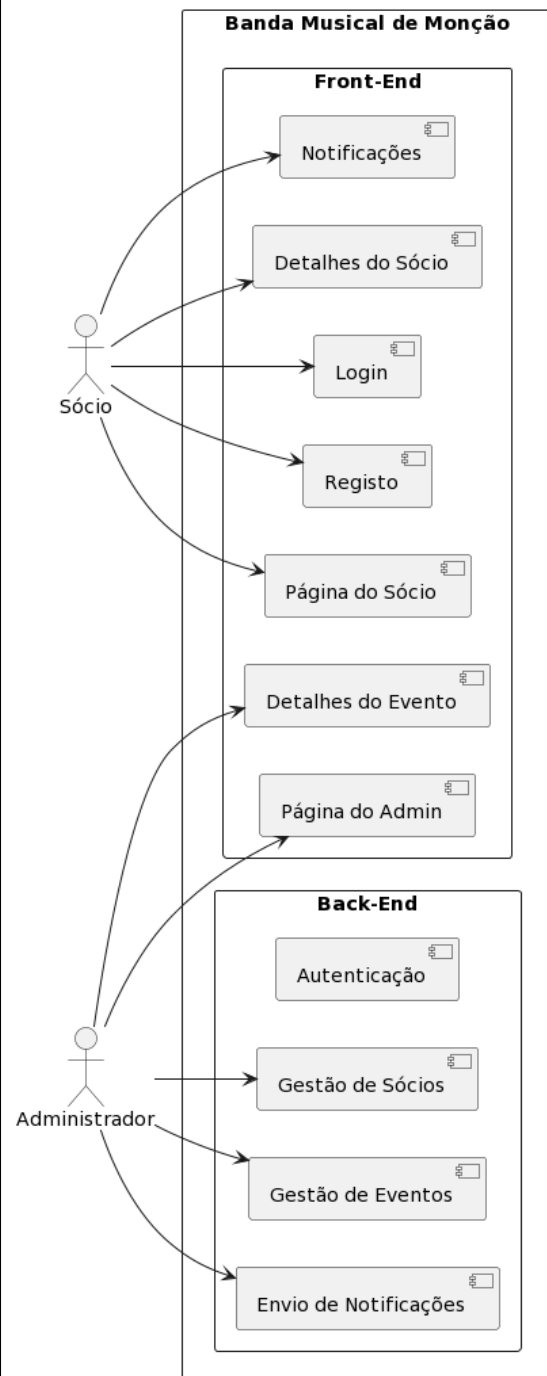 Banda Musical de Monção
Front-End
Notificações
Detalhes do Sócio
Login
Sócio
Registo
Página do Sócio
Detalhes do Evento
Página do Admin
Back-End
Autenticação
Gestão de Sócios
Administrador
Gestão de Eventos
Envio de Notificações